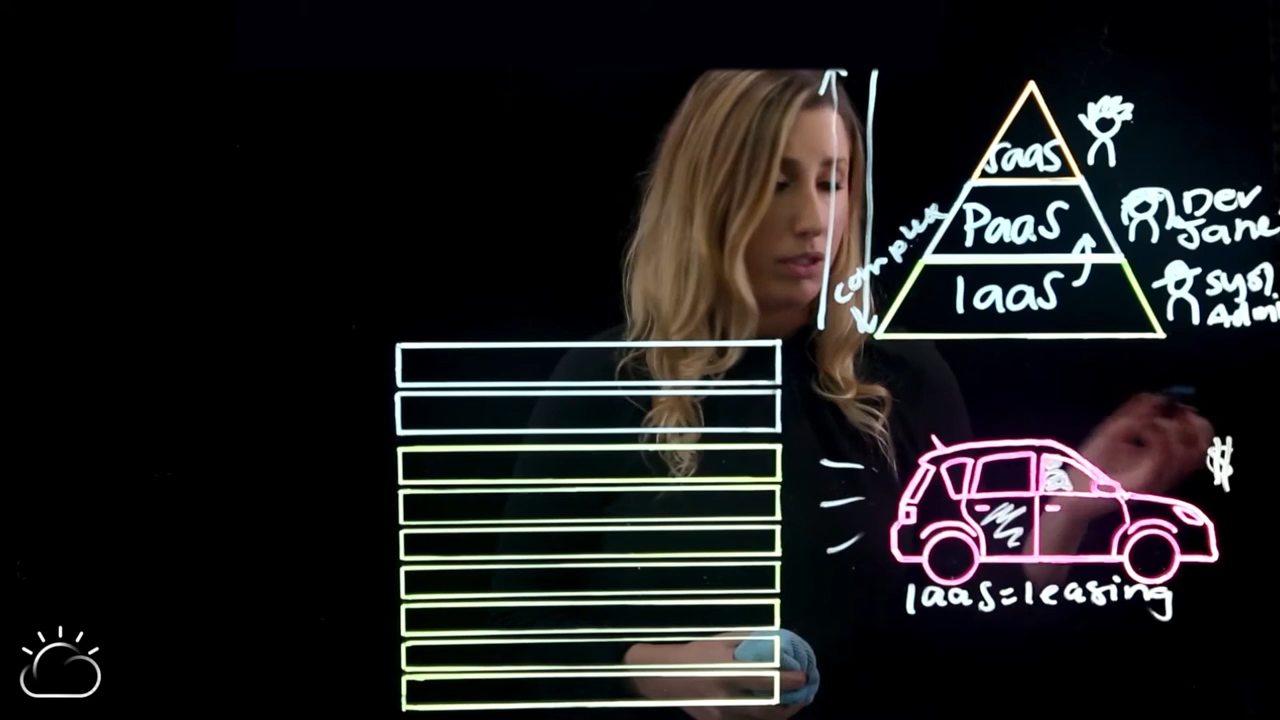 saas
PaaS
IaaS
complex
Dev
Jane
Sys
Admi
$
IaaS=leasing